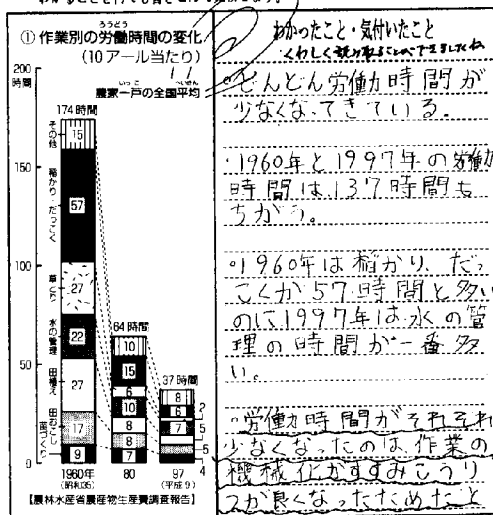 ① 作業別の労働時間の変化
ろうどう
(10アール当たり)
農家一戸の全国平均
いっこ
200
時間
150
100
50
0
174時間
15
57
27
22
27
17
9
その他
稲かり・だっこく
草とり
水の管理
田植え
田おこし
苗づくり
64時間
10
15
6
10
8
8
7
37時間
8
6
2
7
5
5
4
1960年
(昭和35)
80
97
(平成9)
【農林水産省農産物生産費調査報告】
わかったこと・気付いたこと
くわしく読み取ることができましたね
・どんどん労働時間が
少なくなってきている。
・1960年と1997年の労働
時間は137時間も
ちがう。
・1960年は稲かり、だっ
こくが57時間と多い
のに1997年は水の管
理の時間が一番多
い。
・労働時間がそれぞれ
少なくなったのは、作業の
機械化がすすみこうり
つが良くなったためだと